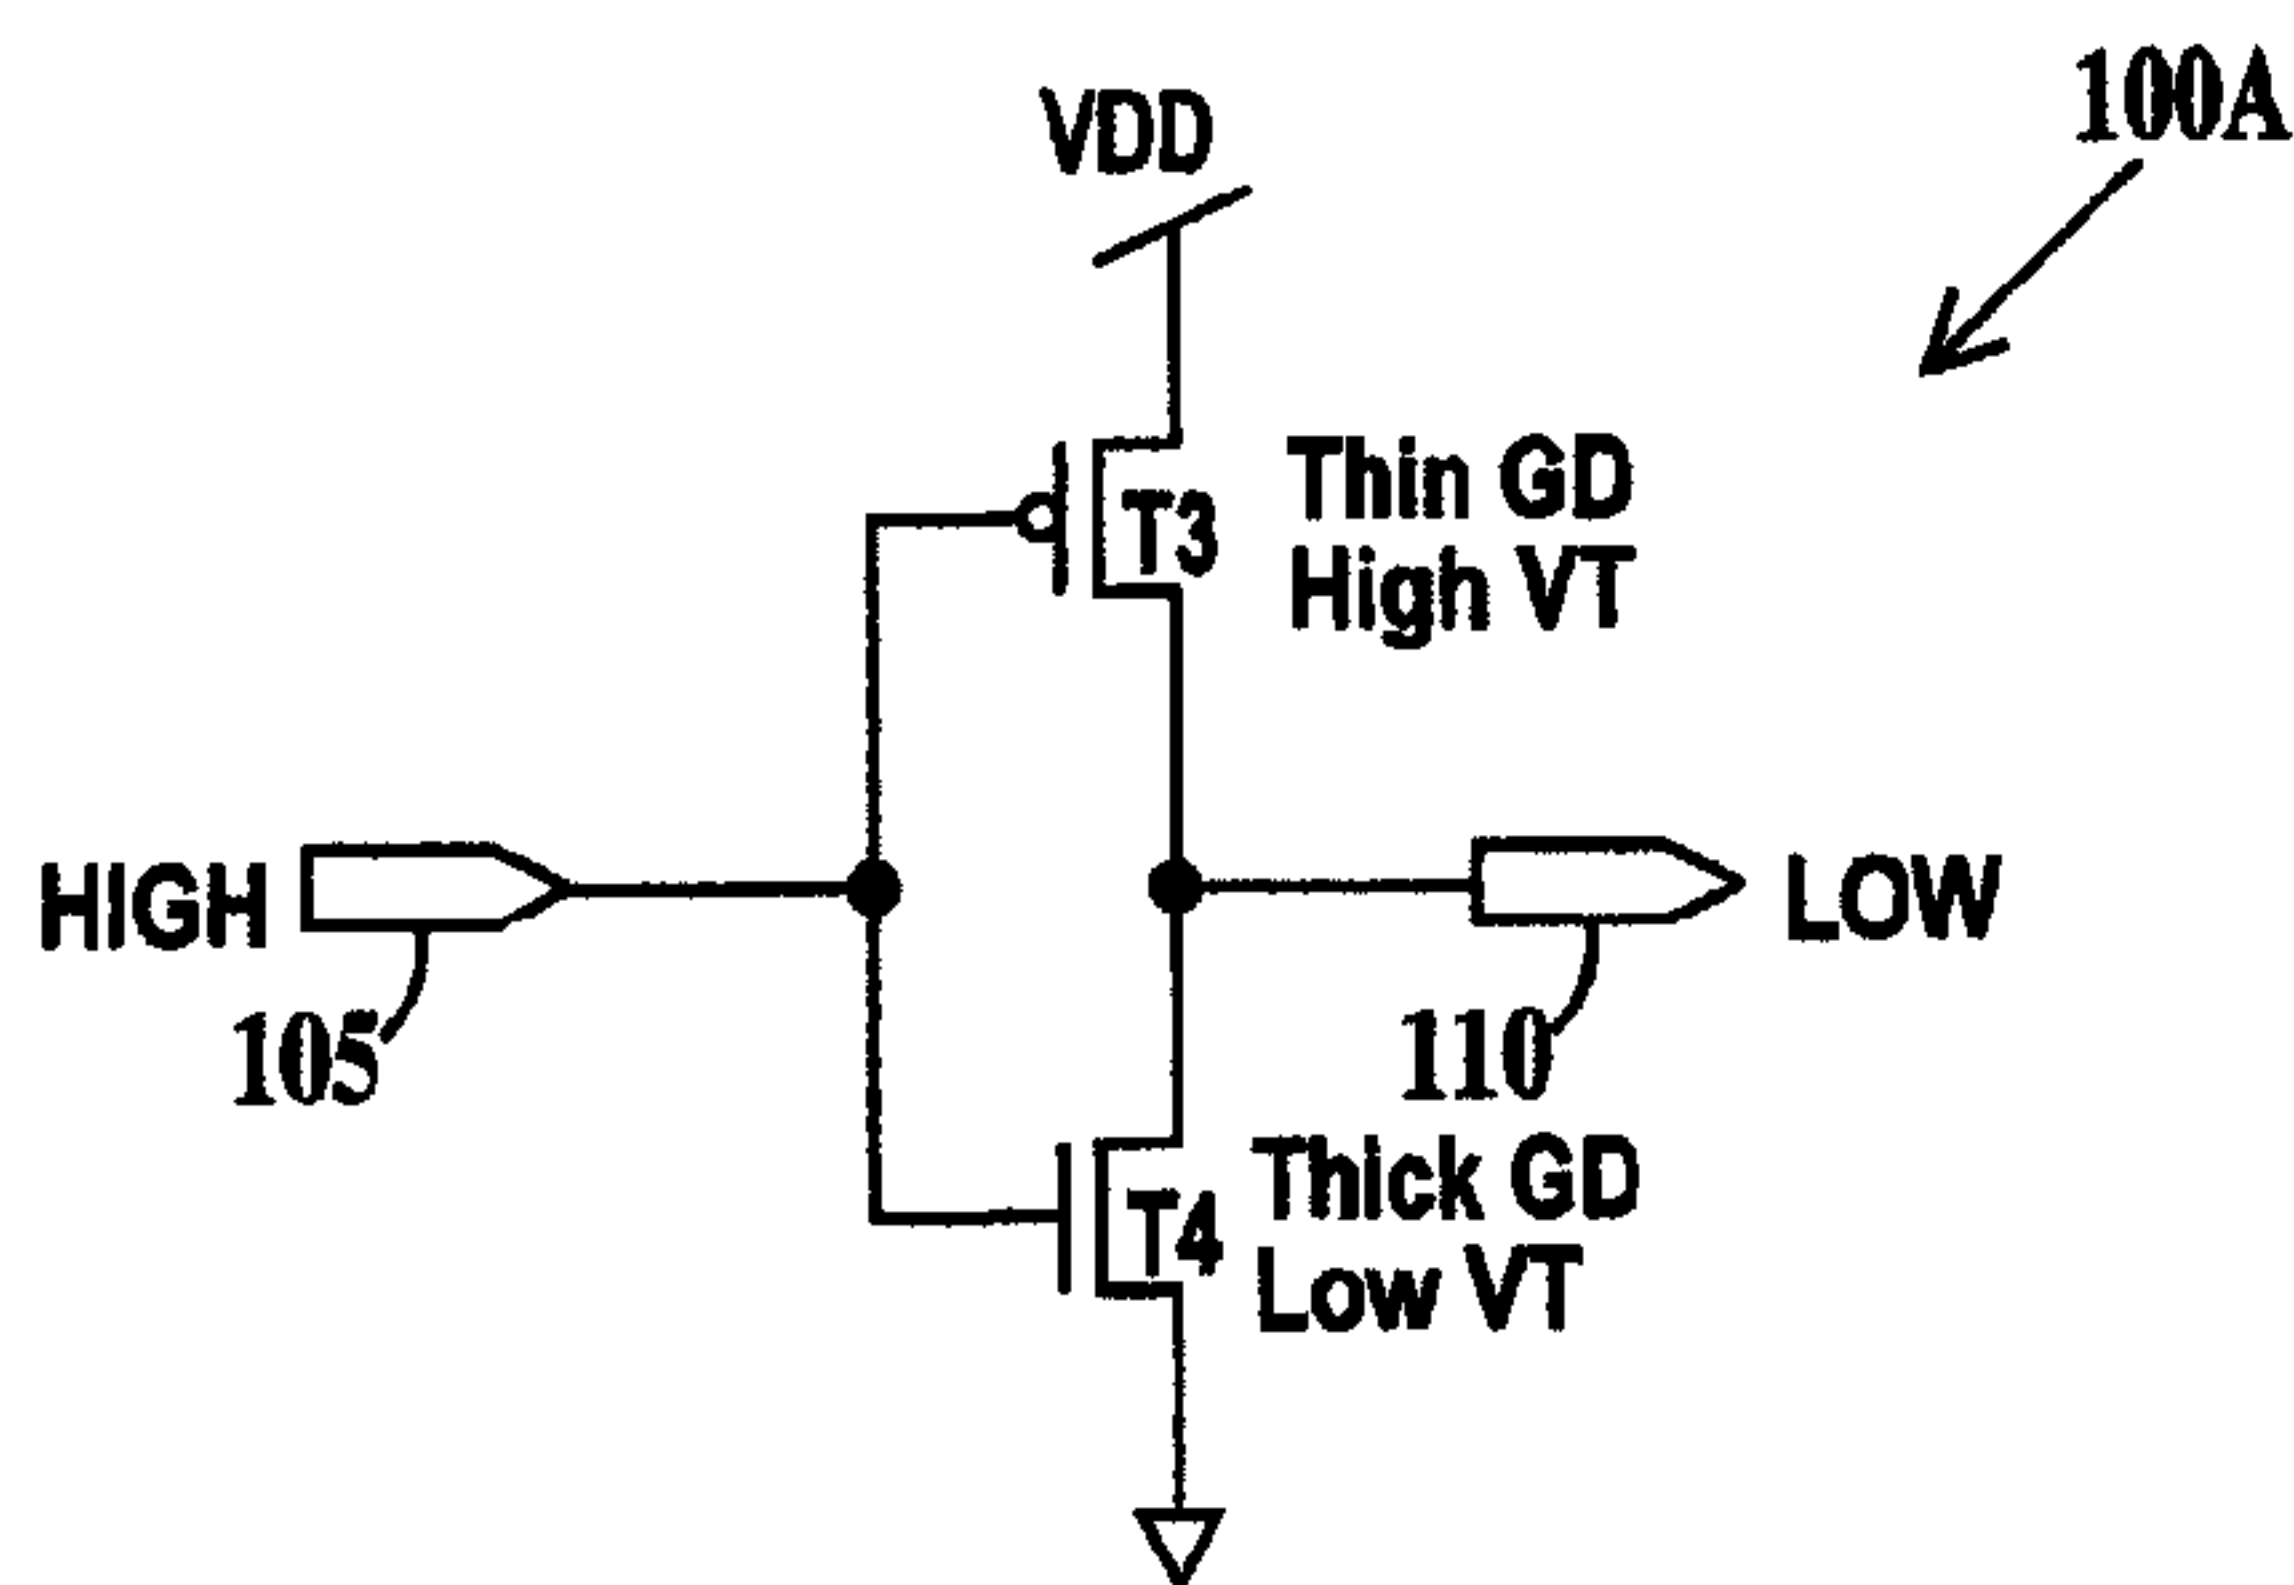 100A
VDD
Thin GD
T3
High VT
HIGH
LOW
105
110
Thick GD
T4
Low VT